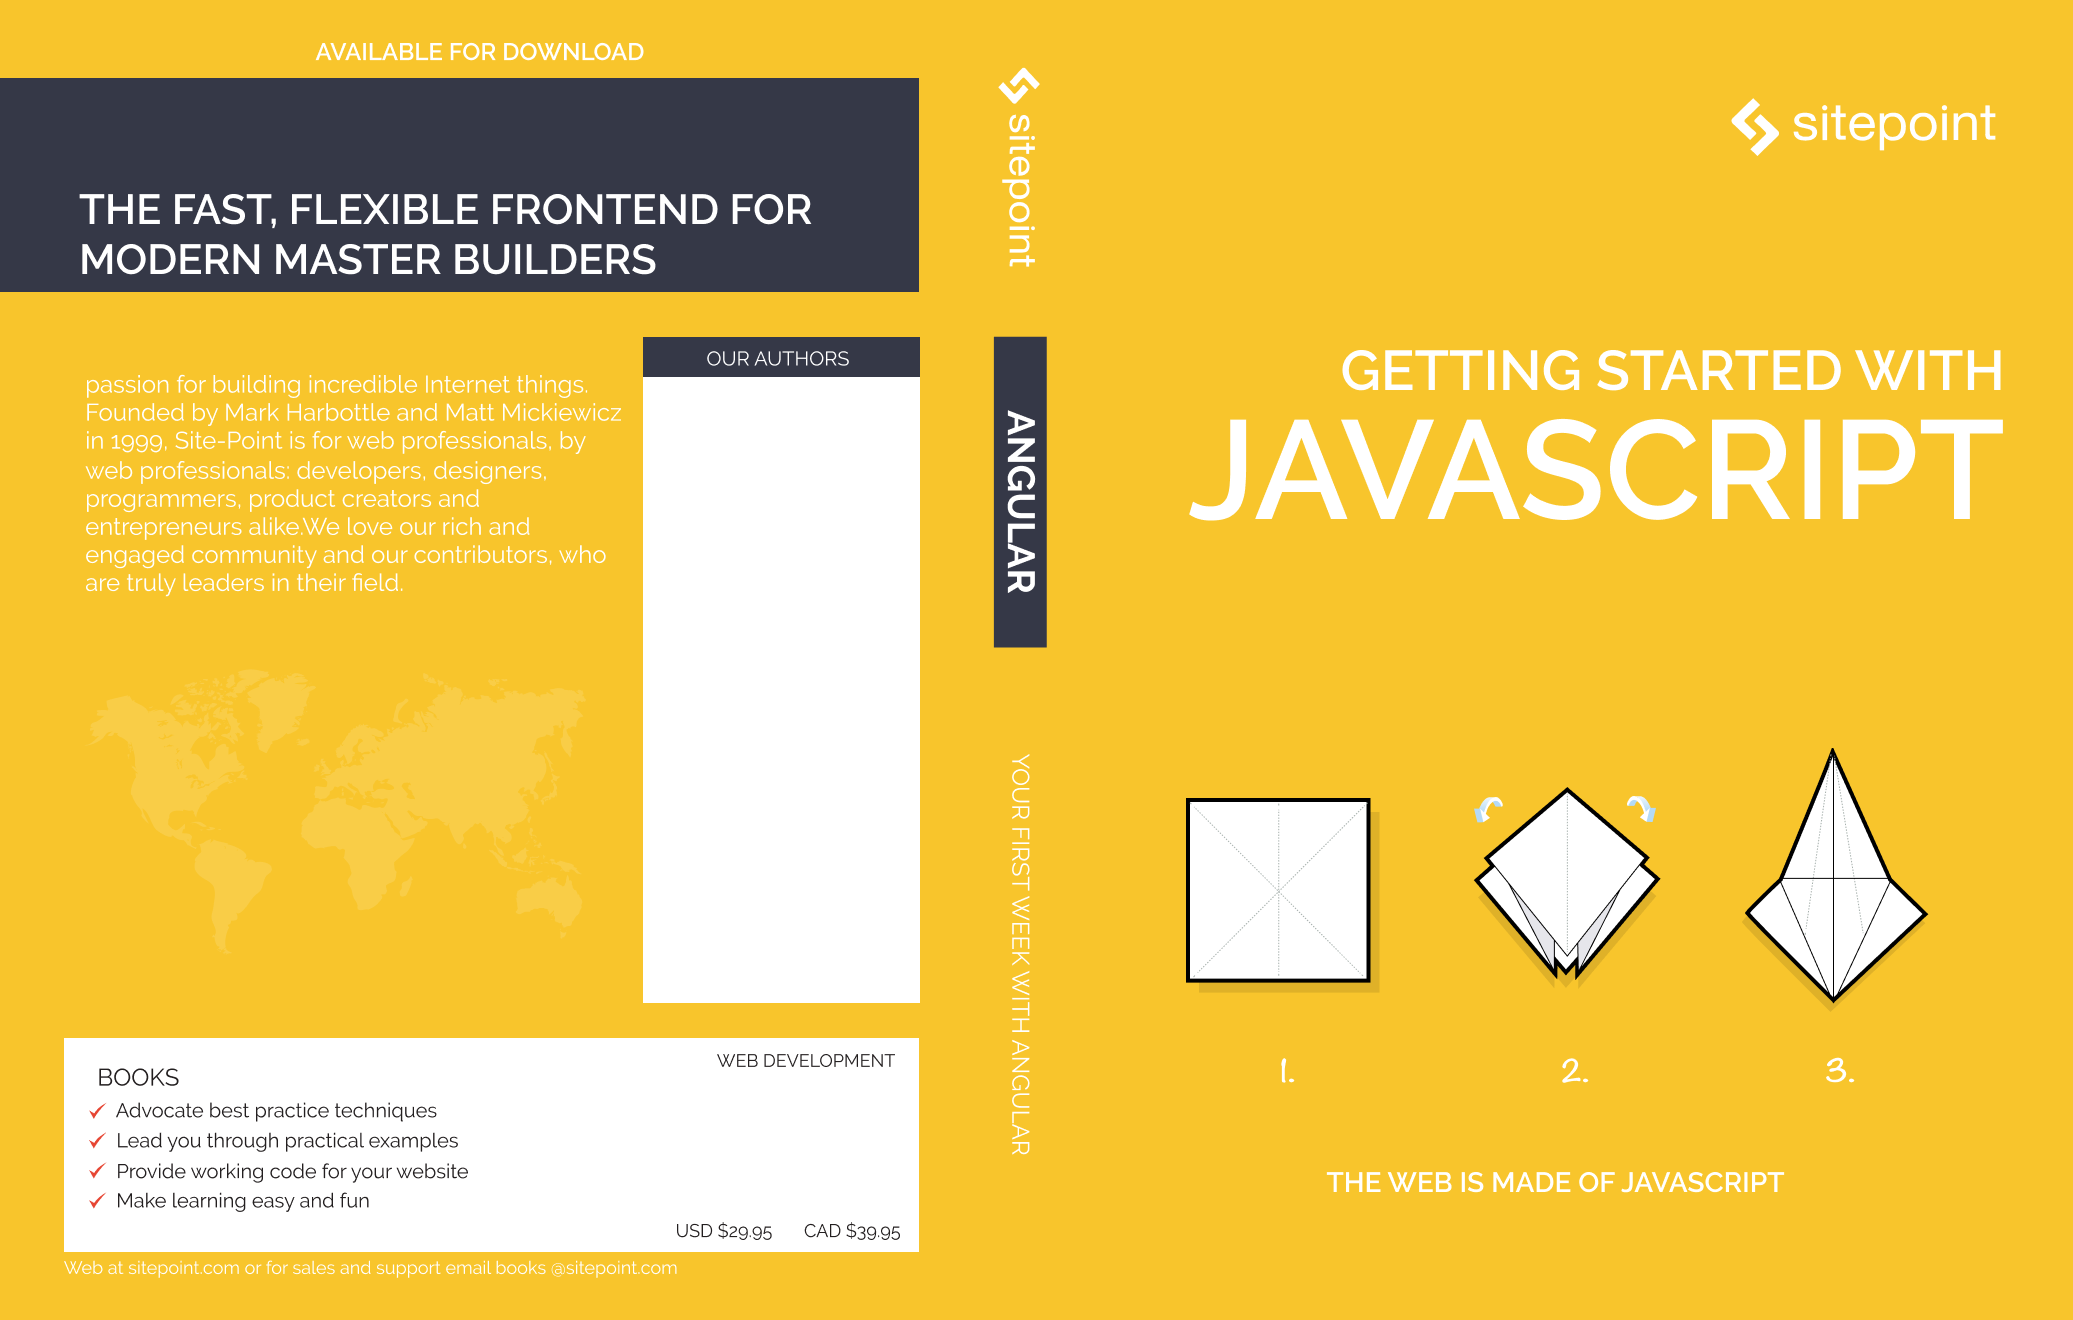 AVAILABLE FOR DOWNLOAD
THE FAST, FLEXIBLE FRONTEND FOR
MODERN MASTER BUILDERS
passion for building incredible Internet things.
Founded by Mark Harbottle and Matt Mickiewicz
in 1999, Site-Point is for web professionals, by
web professionals: developers, designers,
programmers, product creators and
entrepreneurs alike.We love our rich and
engaged community and our contributors, who
are truly leaders in their field.
OUR AUTHORS
BOOKS
WEB DEVELOPMENT
Advocate best practice techniques
Lead you through practical examples
Provide working code for your website
Make learning easy and fun
USD $29.95 CAD $39.95
Web at sitepoint.com or for sales and support email books @sitepoint.com
sitepoint
ANGULAR
YOUR FIRST WEEK WITH ANGULAR
sitepoint
GETTING STARTED WITH
JAVASCRIPT
1. 2. 3.
THE WEB IS MADE OF JAVASCRIPT